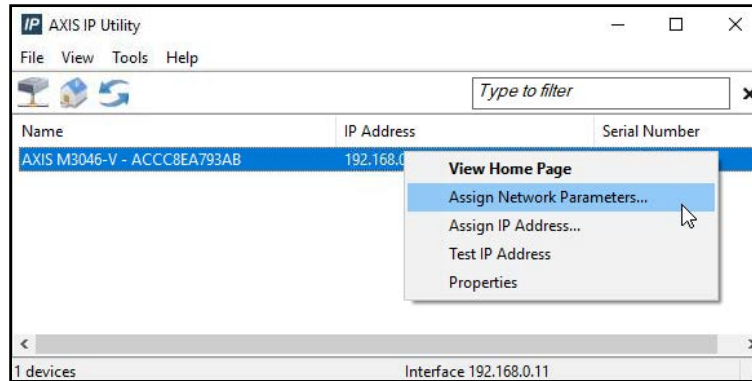 IP AXIS IP Utility
File View Tools Help
Type to filter
Name IP Address Serial Number
AXIS M3046-V - ACCC8EA793AB 192.168.0
View Home Page
Assign Network Parameters...
Assign IP Address...
Test IP Address
Properties
1 devices Interface 192.168.0.11